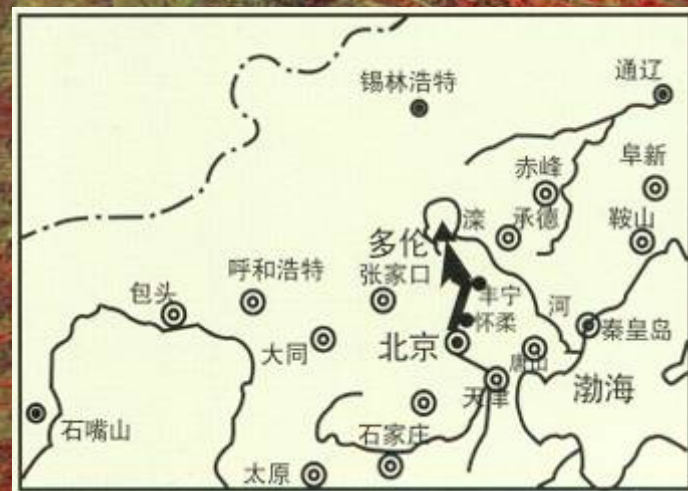 通辽
锡林浩特
阜新
赤峰
滦
承德
鞍山
多伦
呼和浩特
张家口
包头
丰宁
河
怀柔
秦皇岛
北京
大同
唐山
渤海
天津
石嘴山
石家庄
太原